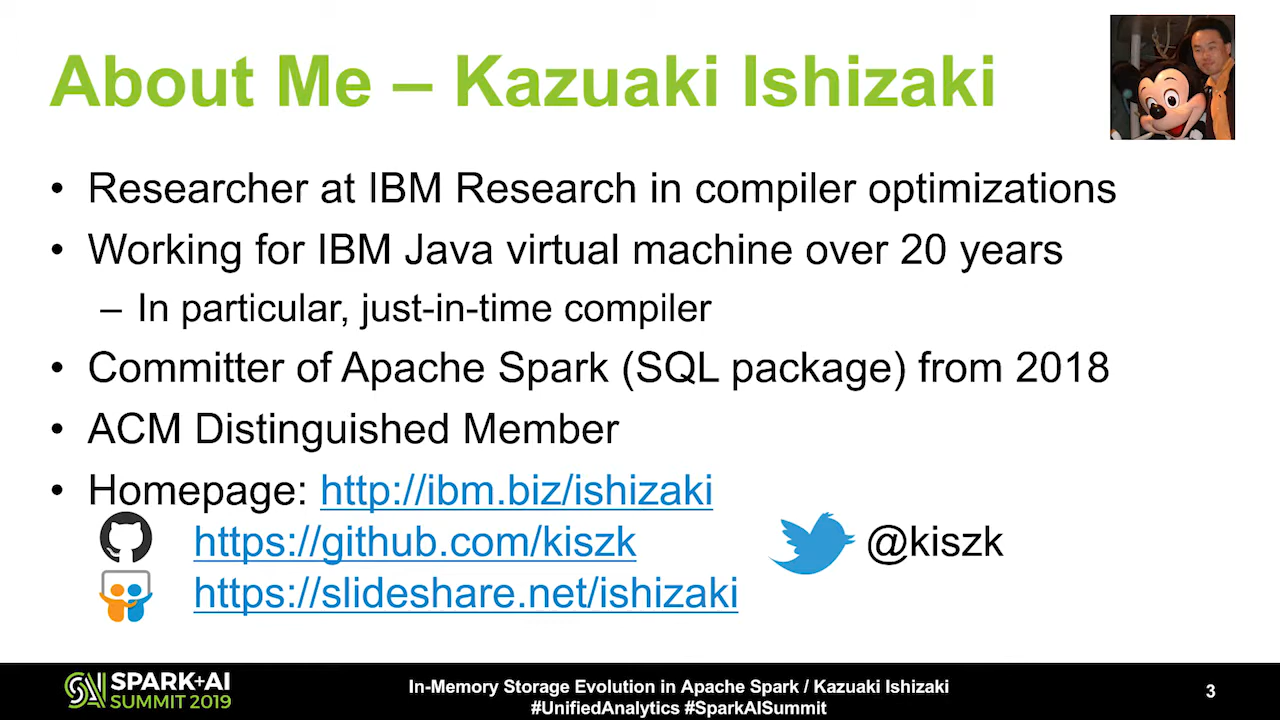 About Me – Kazuaki Ishizaki
• Researcher at IBM Research in compiler optimizations
• Working for IBM Java virtual machine over 20 years
– In particular, just-in-time compiler
• Committer of Apache Spark (SQL package) from 2018
• ACM Distinguished Member
• Homepage: http://ibm.biz/ishizaki
https://github.com/kiszk @kiszk
https://slideshare.net/ishizaki
SPARK+AI
SUMMIT 2019
In-Memory Storage Evolution in Apache Spark / Kazuaki Ishizaki
#UnifiedAnalytics #SparkAISummit
3